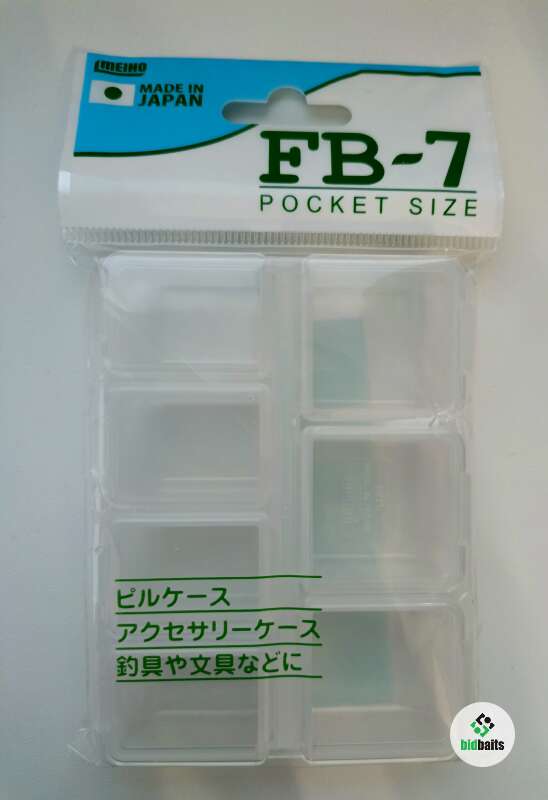 MEIHO
MADE IN
JAPAN
FB-7
POCKET SIZE
ピルケース
アクセサリーケース
釣具や文具などに
bidbaits